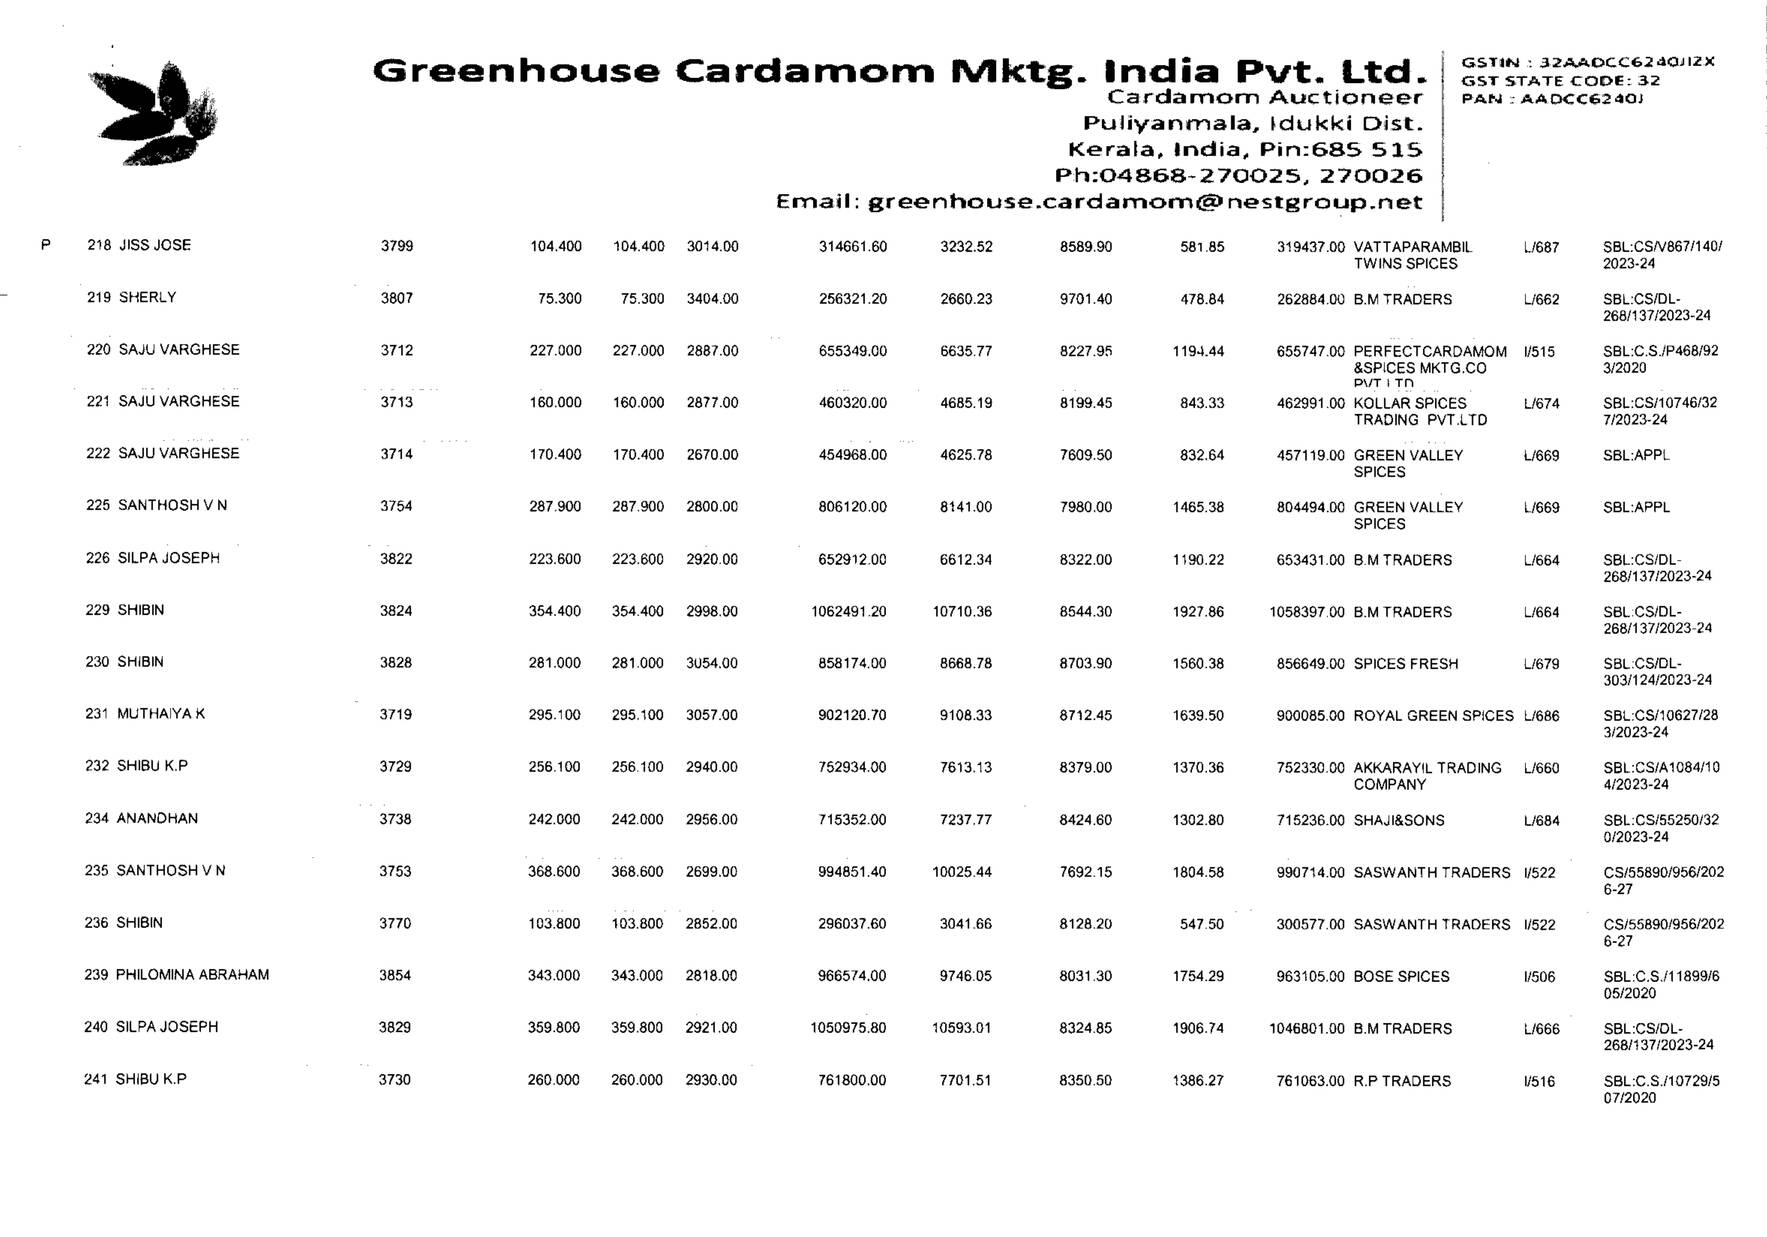 Greenhouse Cardamom Mktg. India Pvt. Ltd.
Cardamom Auctioneer
Puliyanmala, Idukki Dist.
Kerala, India, Pin:685 515
Ph:04868-270025, 270026
Email: greenhouse.cardamom@nestgroup.net
GSTIN : 32AADCC6240J1ZX
GST STATE CODE: 32
PAN : AADCC6240J
P 218 JISS JOSE 3799 104.400 104.400 3014.00 314661.60 3232.52 8589.90 581.85 319437.00 VATTAPARAMBIL L/687 SBL:CS/V867/140/
TWINS SPICES 2023-24
219 SHERLY 3807 75.300 75.300 3404.00 256321.20 2660.23 9701.40 478.84 262884.00 B.M TRADERS L/662 SBL:CS/DL-
268/137/2023-24
220 SAJU VARGHESE 3712 227.000 227.000 2887.00 655349.00 6635.77 8227.95 1194.44 655747.00 PERFECTCARDAMOM I/515 SBL:C.S./P468/92
&SPICES MKTG.CO 3/2020
PVT LTD
221 SAJU VARGHESE 3713 160.000 160.000 2877.00 460320.00 4685.19 8199.45 843.33 462991.00 KOLLAR SPICES L/674 SBL:CS/10746/32
TRADING PVT.LTD 7/2023-24
222 SAJU VARGHESE 3714 170.400 170.400 2670.00 454968.00 4625.78 7609.50 832.64 457119.00 GREEN VALLEY L/669 SBL:APPL
SPICES
225 SANTHOSH V N 3754 287.900 287.900 2800.00 806120.00 8141.00 7980.00 1465.38 804494.00 GREEN VALLEY L/669 SBL:APPL
SPICES
226 SILPA JOSEPH 3822 223.600 223.600 2920.00 652912.00 6612.34 8322.00 1190.22 653431.00 B.M TRADERS L/664 SBL:CS/DL-
268/137/2023-24
229 SHIBIN 3824 354.400 354.400 2998.00 1062491.20 10710.36 8544.30 1927.86 1058397.00 B.M TRADERS L/664 SBL:CS/DL-
268/137/2023-24
230 SHIBIN 3828 281.000 281.000 3054.00 858174.00 8668.78 8703.90 1560.38 856649.00 SPICES FRESH L/679 SBL:CS/DL-
303/124/2023-24
231 MUTHAIYA K 3719 295.100 295.100 3057.00 902120.70 9108.33 8712.45 1639.50 900085.00 ROYAL GREEN SPICES L/686 SBL:CS/10627/28
3/2023-24
232 SHIBU K.P 3729 256.100 256.100 2940.00 752934.00 7613.13 8379.00 1370.36 752330.00 AKKARAYIL TRADING L/660 SBL:CS/A1084/10
COMPANY 4/2023-24
234 ANANDHAN 3738 242.000 242.000 2956.00 715352.00 7237.77 8424.60 1302.80 715236.00 SHAJI&SONS L/684 SBL:CS/55250/32
0/2023-24
235 SANTHOSH V N 3753 368.600 368.600 2699.00 994851.40 10025.44 7692.15 1804.58 990714.00 SASWANTH TRADERS I/522 CS/55890/956/202
6-27
236 SHIBIN 3770 103.800 103.800 2852.00 296037.60 3041.66 8128.20 547.50 300577.00 SASWANTH TRADERS I/522 CS/55890/956/202
6-27
239 PHILOMINA ABRAHAM 3854 343.000 343.000 2818.00 966574.00 9746.05 8031.30 1754.29 963105.00 BOSE SPICES I/506 SBL:C.S./11899/6
05/2020
240 SILPA JOSEPH 3829 359.800 359.800 2921.00 1050975.80 10593.01 8324.85 1906.74 1046801.00 B.M TRADERS L/666 SBL:CS/DL-
268/137/2023-24
241 SHIBU K.P 3730 260.000 260.000 2930.00 761800.00 7701.51 8350.50 1386.27 761063.00 R.P TRADERS I/516 SBL:C.S./10729/5
07/2020